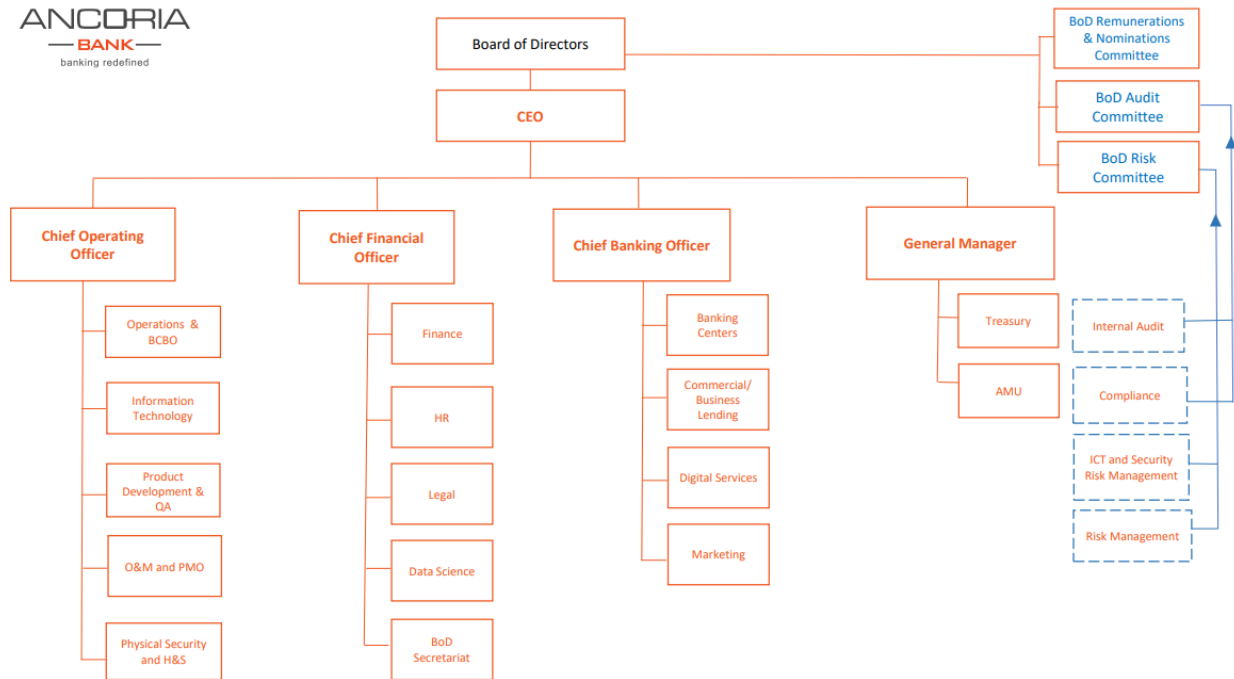 ANCORIA
BANK
banking redefined
Board of Directors
CEO
BoD Remunerations
& Nominations
Committee
BoD Audit
Committee
BoD Risk
Committee
Chief Operating
Officer
Operations &
BCBO
Information
Technology
Product
Development &
QA
O&M and PMO
Physical Security
and H&S
Chief Financial
Officer
Finance
HR
Legal
Data Science
BoD
Secretariat
Chief Banking Officer
Banking
Centers
Commercial/
Business
Lending
Digital Services
Marketing
General Manager
Treasury
AMU
Internal Audit
Compliance
ICT and Security
Risk Management
Risk Management